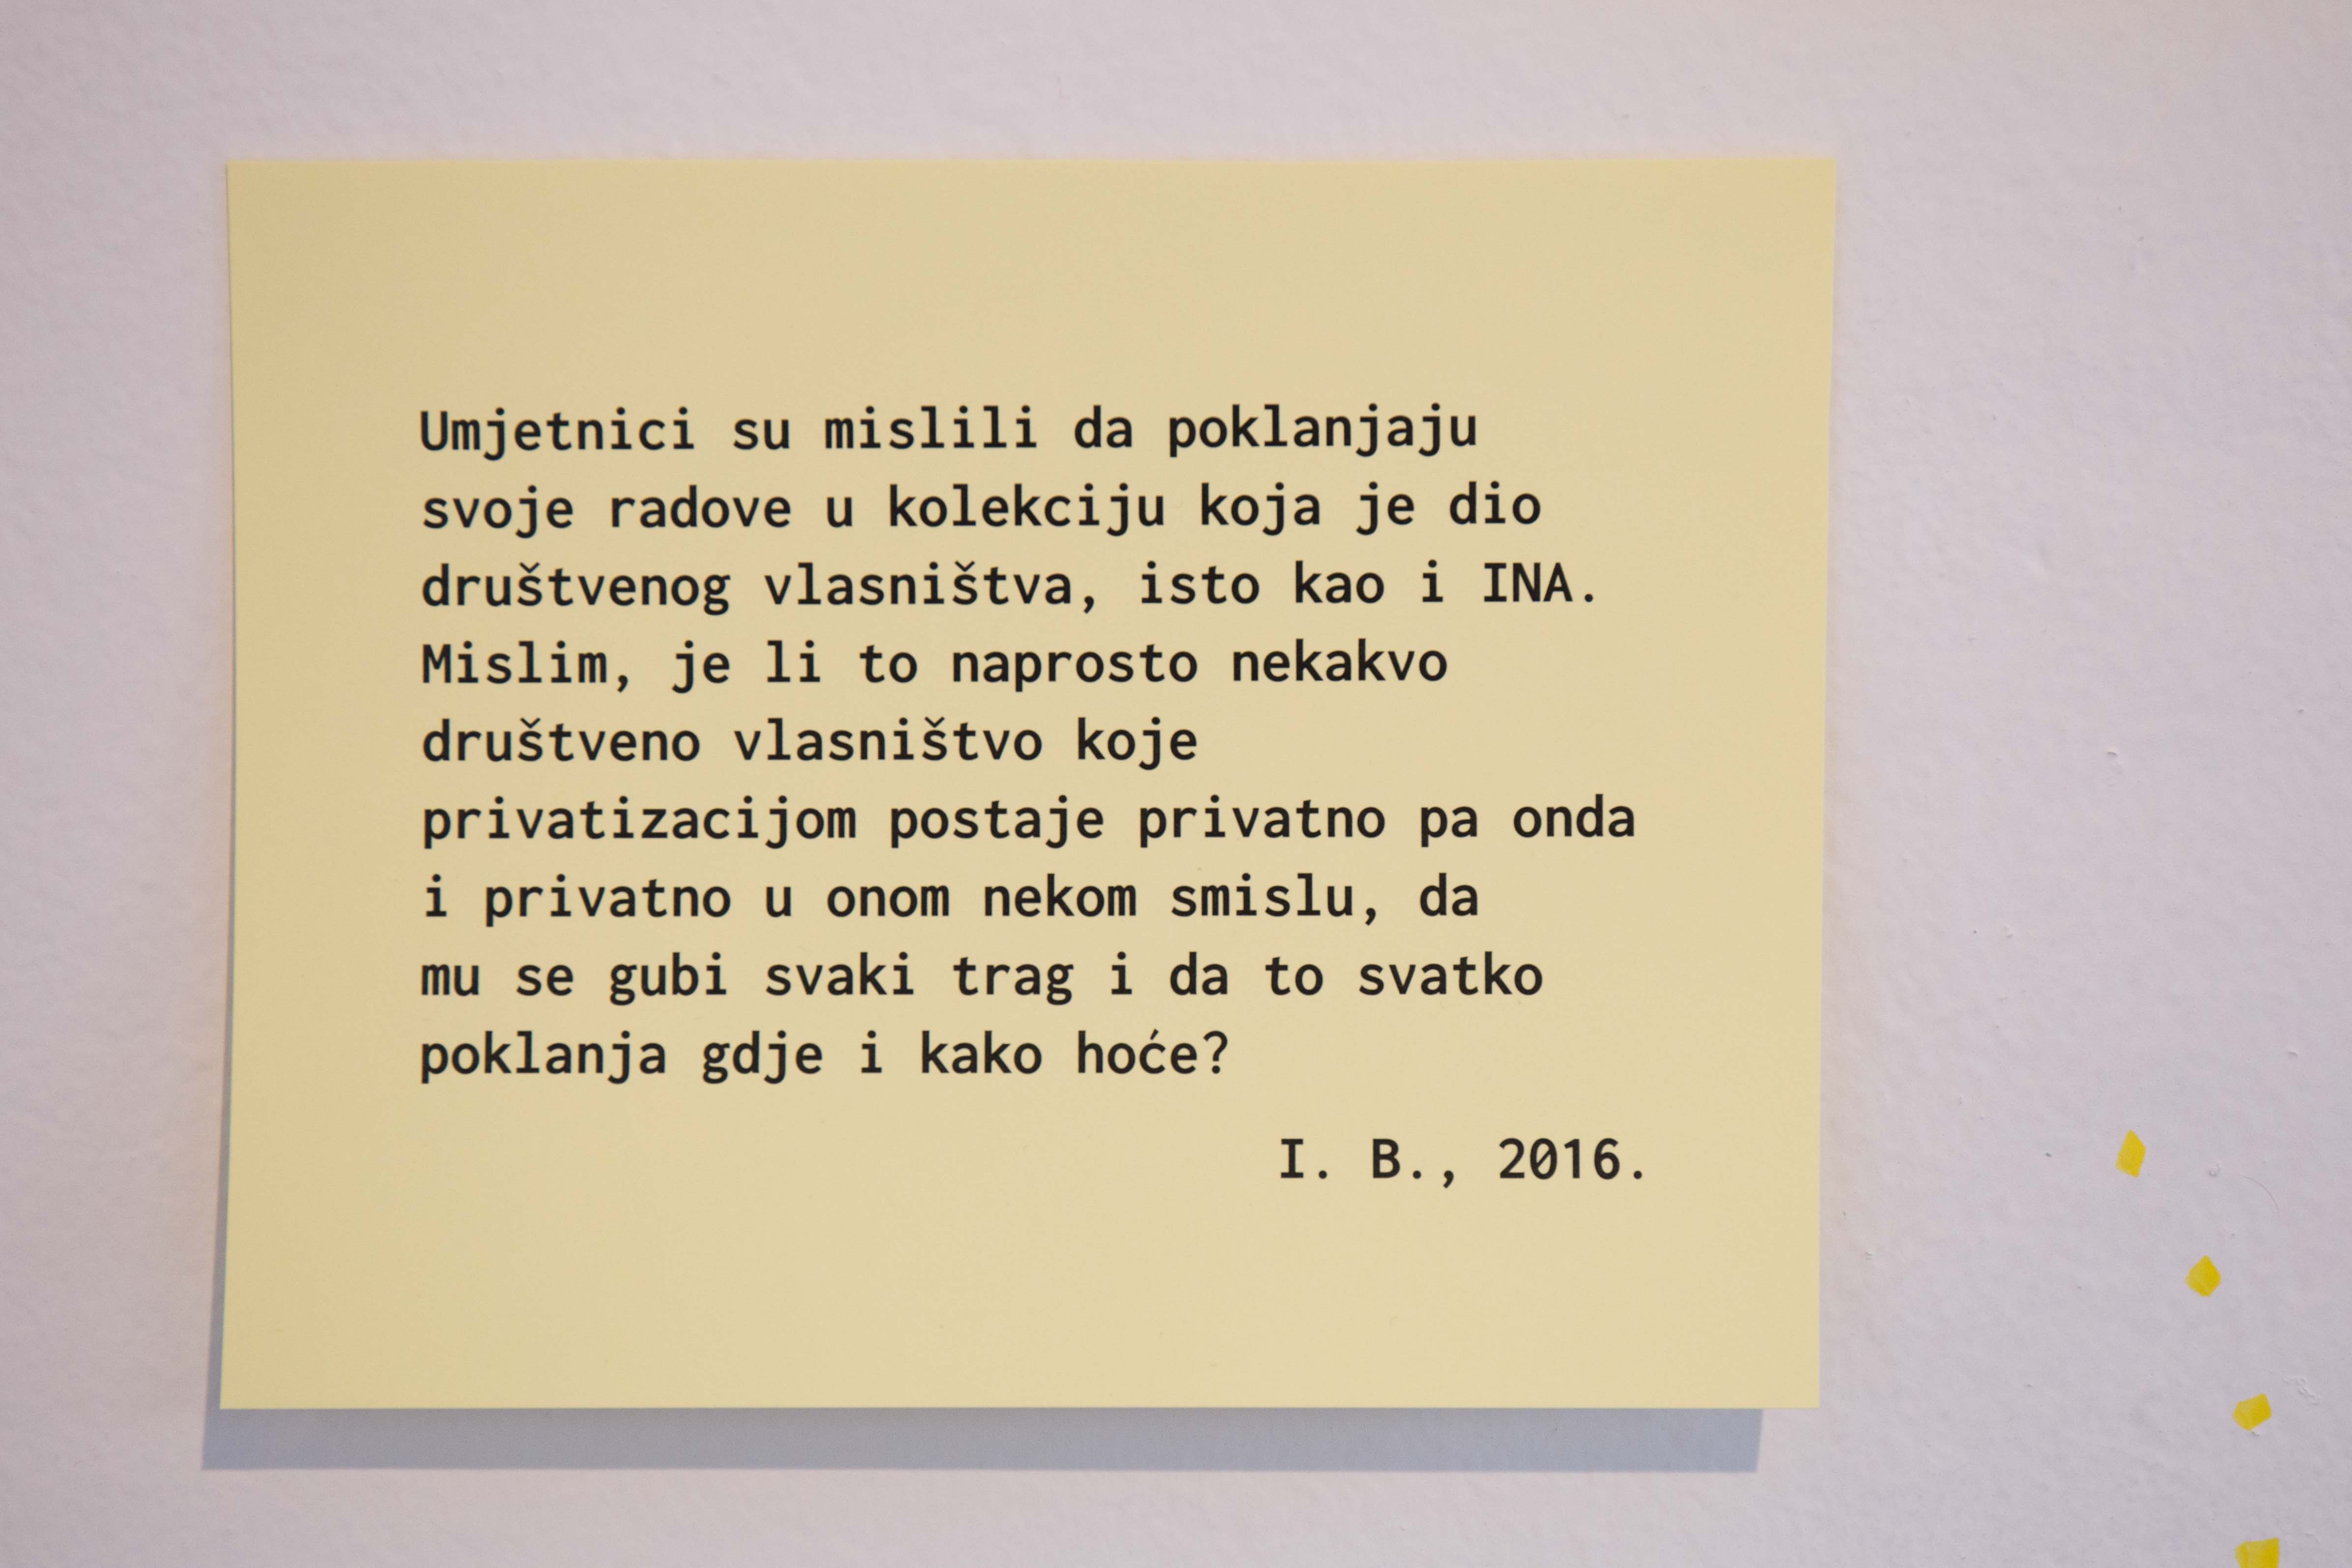 Umjetnici su mislili da poklanjaju
svoje radove u kolekciju koja je dio
društvenog vlasništva, isto kao i INA.
Mislim, je li to naprosto nekakvo
društveno vlasništvo koje
privatizacijom postaje privatno pa onda
i privatno u onom nekom smislu, da
mu se gubi svaki trag i da to svatko
poklanja gdje i kako hoće?
I. B., 2016.